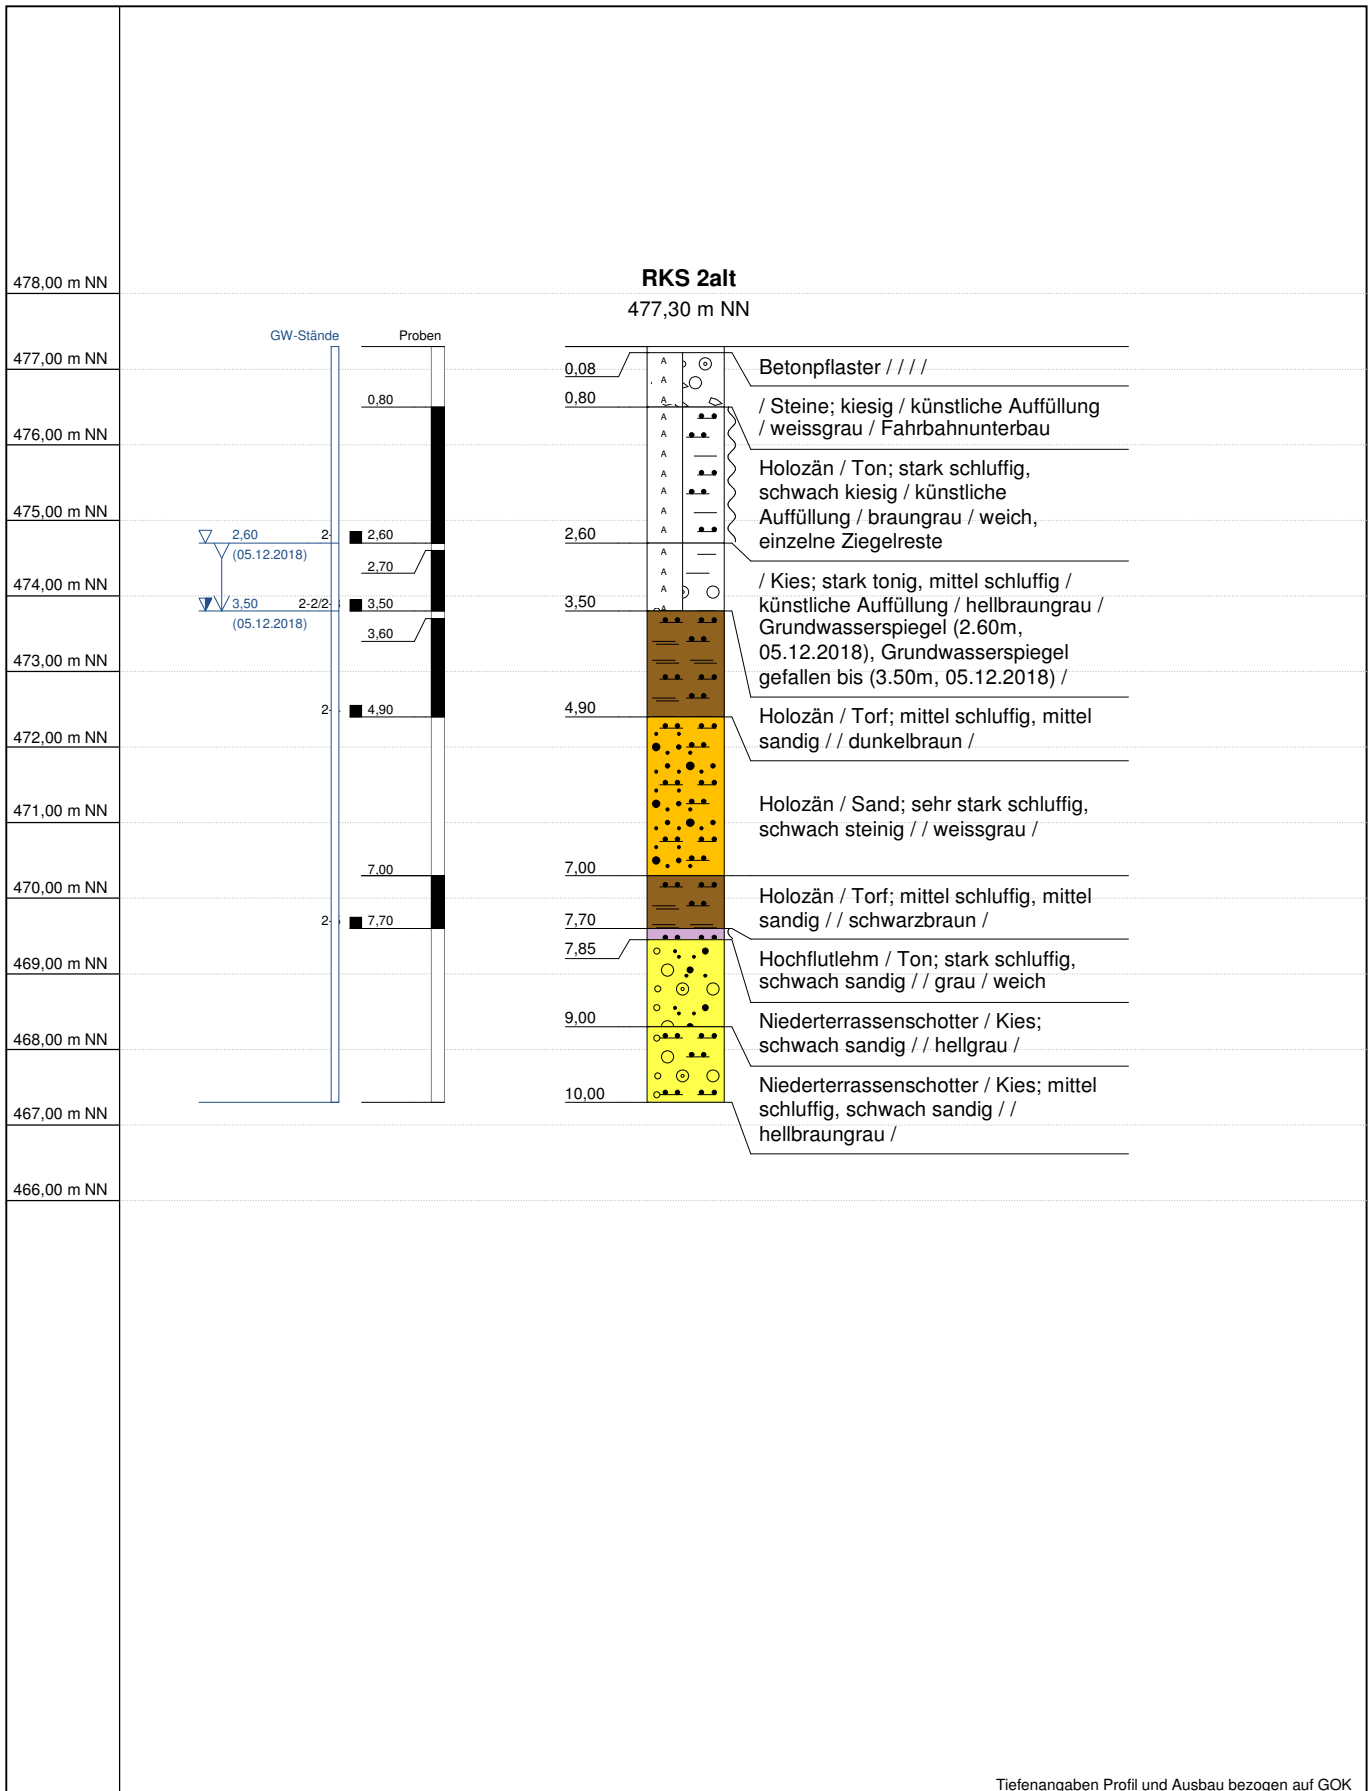 RKS 2alt
477,30 m NN
478,00 m NN
477,00 m NN
476,00 m NN
475,00 m NN
474,00 m NN
473,00 m NN
472,00 m NN
471,00 m NN
470,00 m NN
469,00 m NN
468,00 m NN
467,00 m NN
466,00 m NN
GW-Stände
2,60
(05.12.2018)
3,50
(05.12.2018)
Proben
0,80
2,60
2,70
2-2/2-
3,50
3,60
4,90
7,00
7,70
0,08
0,80
2,60
3,50
4,90
7,00
7,70
7,85
9,00
10,00
Betonpflaster / / / /
/ Steine; kiesig / künstliche Auffüllung
/ weissgrau / Fahrbahnunterbau
Holozän / Ton; stark schluffig,
schwach kiesig / künstliche
Auffüllung / braungrau / weich,
einzelne Ziegelreste
/ Kies; stark tonig, mittel schluffig /
künstliche Auffüllung / hellbraungrau /
Grundwasserspiegel (2.60m,
05.12.2018), Grundwasserspiegel
gefallen bis (3.50m, 05.12.2018) /
Holozän / Torf; mittel schluffig, mittel
sandig / / dunkelbraun /
Holozän / Sand; sehr stark schluffig,
schwach steinig / / weissgrau /
Holozän / Torf; mittel schluffig, mittel
sandig / / schwarzbraun /
Hochflutlehm / Ton; stark schluffig,
schwach sandig / / grau / weich
Niederterrassenschotter / Kies;
schwach sandig / / hellgrau /
Niederterrassenschotter / Kies; mittel
schluffig, schwach sandig / /
hellbraungrau /
Tiefenangaben Profil und Ausbau bezogen auf GOK